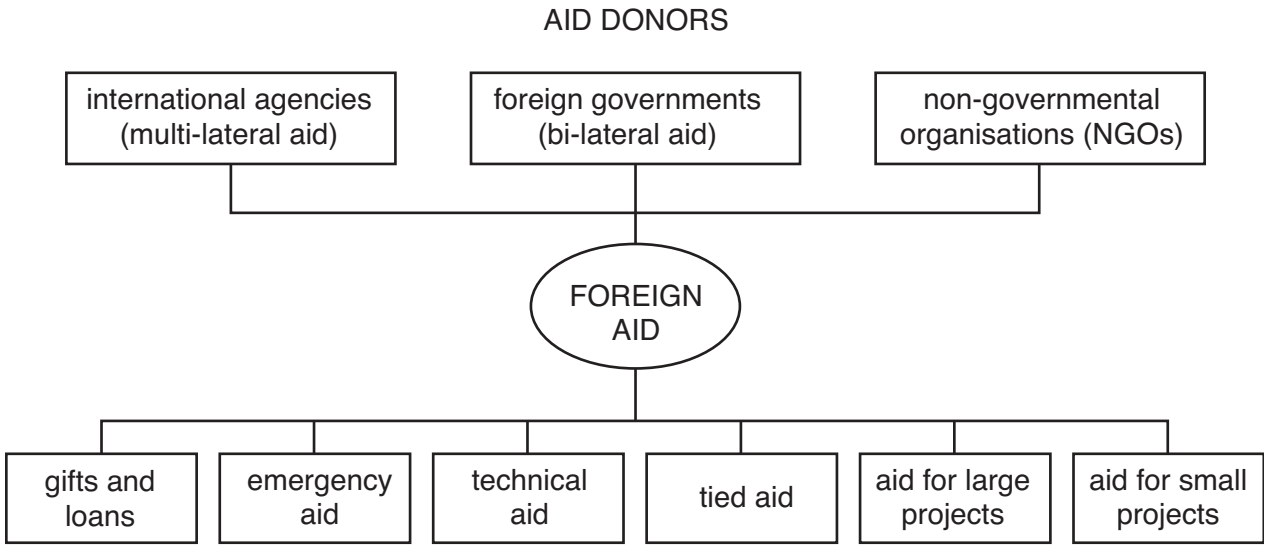 AID DONORS
international agencies
(multi-lateral aid)
foreign governments
(bi-lateral aid)
non-governmental
organisations (NGOs)
FOREIGN
AID
gifts and
loans
emergency
aid
technical
aid
tied aid
aid for large
projects
aid for small
projects